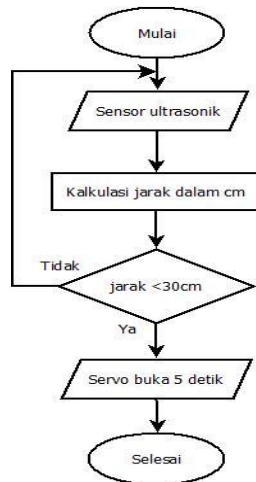 Mulai
Sensor ultrasonik
Kalkulasi jarak dalam cm
Tidak
jarak <30cm
Ya
Servo buka 5 detik
Selesai